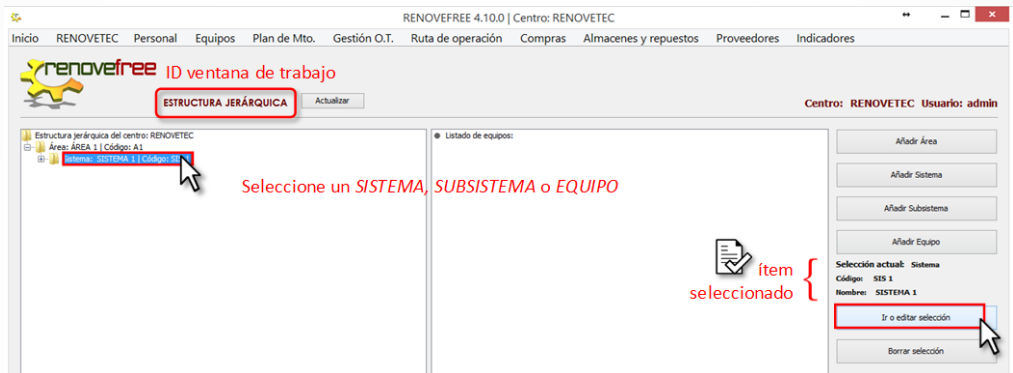 RENOVEFREE 4.10.0 | Centro: RENOVETEC
Inicio RENOVETEC Personal Equipos Plan de Mto. Gestión O.T. Ruta de operación Compras Almacenes y repuestos Proveedores Indicadores
renovefree
ID ventana de trabajo
ESTRUCTURA JERÁRQUICA
Actualizar
Centro: RENOVETEC Usuario: admin
Estructura jerárquica del centro: RENOVETEC
Área: ÁREA 1 | Código: A1
Sistema: SISTEMA 1 | Código:
Listado de equipos:
Seleccione un SISTEMA, SUBSISTEMA o EQUIPO
Añadir Área
Añadir Sistema
Añadir Subsistema
Añadir Equipo
ítem
seleccionado
Selección actual: Sistema
Código: SIS 1
Nombre: SISTEMA 1
Ir o editar selección
Borrar selección